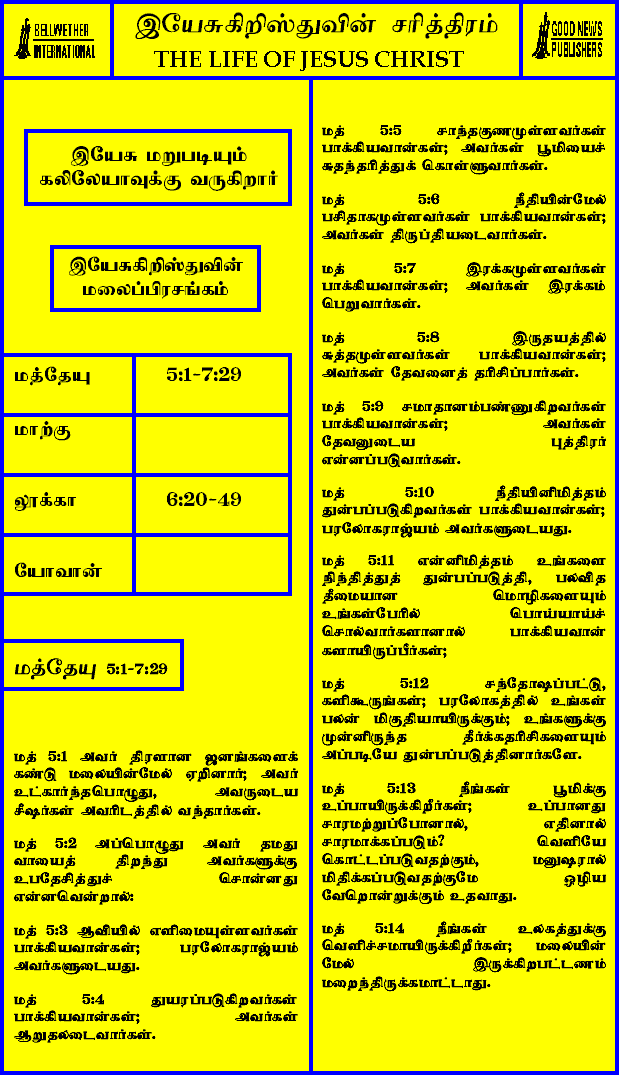 BELLWETHER
INTERNATIONAL
இயேசுகிறிஸ்துவின் சரித்திரம்
THE LIFE OF JESUS CHRIST
GOOD NEWS
PUBLISHERS
இயேசு மறுபடியும்
கலிலேயாவுக்கு வருகிறார்
இயேசுகிறிஸ்துவின்
மலைப்பிரசங்கம்
மத்தேயு 5:1-7:29
மாற்கு
லூக்கா 6:20-49
யோவான்
மத்தேயு 5:1-7:29
மத் 5:1 அவர் திரளான ஜனங்களைக்
கண்டு மலையின்மேல் ஏறினார்; அவர்
உட்கார்ந்தபொழுது, அவருடைய
சீஷர்கள் அவரிடத்தில் வந்தார்கள்.
மத் 5:2 அப்பொழுது அவர் தமது
வாயைத் திறந்து அவர்களுக்கு
உபதேசித்துச் சொன்னது
என்னவென்றால்:
மத் 5:3 ஆவியில் எளிமையுள்ளவர்கள்
பாக்கியவான்கள்; பரலோகராஜ்யம்
அவர்களுடையது.
மத் 5:4 துயரப்படுகிறவர்கள்
பாக்கியவான்கள்; அவர்கள்
ஆறுதலடைவார்கள்.
மத் 5:5 சாந்தகுணமுள்ளவர்கள்
பாக்கியவான்கள்; அவர்கள் பூமியைச்
சுதந்தரித்துக் கொள்ளுவார்கள்.
மத் 5:6 நீதியின்மேல்
பசிதாகமுள்ளவர்கள் பாக்கியவான்கள்;
அவர்கள் திருப்தியடைவார்கள்.
மத் 5:7 இரக்கமுள்ளவர்கள்
பாக்கியவான்கள்; அவர்கள் இரக்கம்
பெறுவார்கள்.
மத் 5:8 இருதயத்தில்
சுத்தமுள்ளவர்கள் பாக்கியவான்கள்;
அவர்கள் தேவனைத் தரிசிப்பார்கள்.
மத் 5:9 சமாதானம்பண்ணுகிறவர்கள்
பாக்கியவான்கள்; அவர்கள்
தேவனுடைய புத்திரர்
என்னப்படுவார்கள்.
மத் 5:10 நீதியினிமித்தம்
துன்பப்படுகிறவர்கள் பாக்கியவான்கள்;
பரலோகராஜ்யம் அவர்களுடையது.
மத் 5:11 என்னிமித்தம் உங்களை
நிந்தித்துத் துன்பப்படுத்தி, பல்வித
தீமையான மொழிகளையும்
உங்கள்பேரில் பொய்யாய்ச்
சொல்வார்களானால் பாக்கியவான்
களாயிருப்பீர்கள்;
மத் 5:12 சந்தோஷப்பட்டு,
களிகூருங்கள்; பரலோகத்தில் உங்கள்
பலன் மிகுதியாயிருக்கும்; உங்களுக்கு
முன்னிருந்த தீர்க்கதரிசிகளையும்
அப்படியே துன்பப்படுத்தினார்களே.
மத் 5:13 நீங்கள் பூமிக்கு
உப்பாயிருக்கிறீர்கள்; உப்பானது
சாரமற்றுப்போனால், எதினால்
சாரமாக்கப்படும்? வெளியே
கொட்டப்படுவதற்கும், மனுஷரால்
மிதிக்கப்படுவதற்குமே ஒழிய
வேறொன்றுக்கும் உதவாது.
மத் 5:14 நீங்கள் உலகத்துக்கு
வெளிச்சமாயிருக்கிறீர்கள்; மலையின்
மேல் இருக்கிறபட்டணம்
மறைந்திருக்கமாட்டாது.